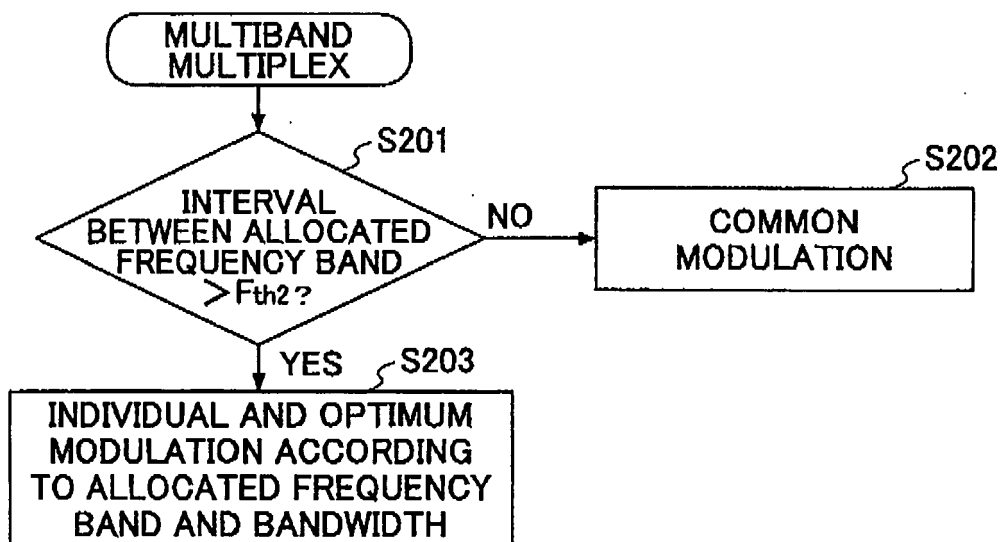 MULTIBAND
MULTIPLEX
S201
INTERVAL
BETWEEN ALLOCATED
FREQUENCY BAND
> Fth2?
NO
S202
COMMON
MODULATION
YES
S203
INDIVIDUAL AND OPTIMUM
MODULATION ACCORDING
TO ALLOCATED FREQUENCY
BAND AND BANDWIDTH